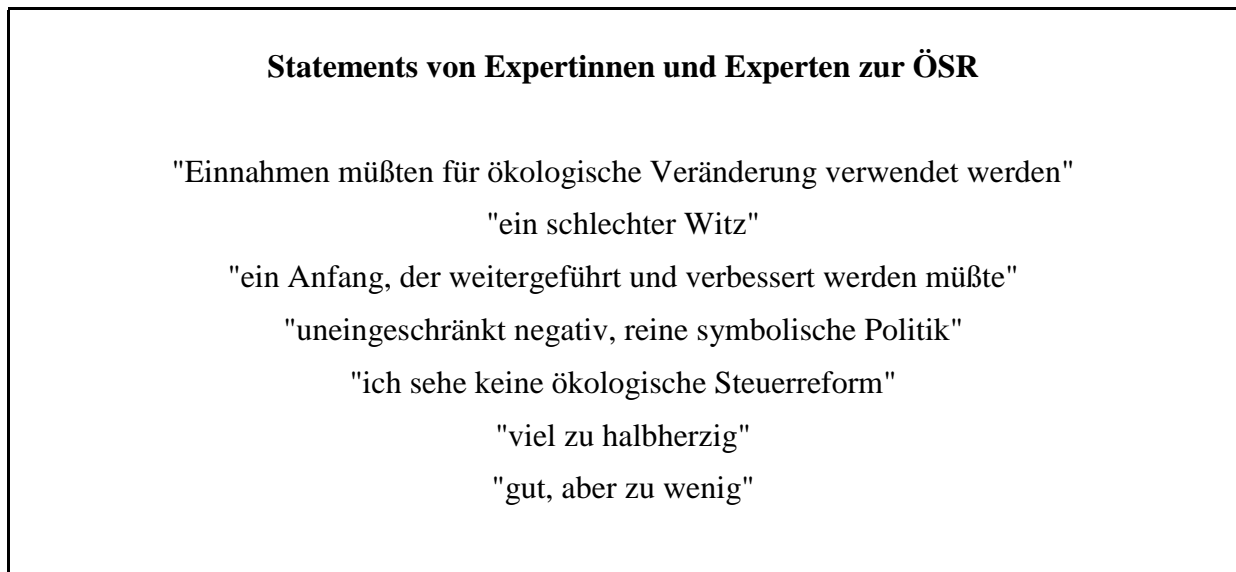 Statements von Expertinnen und Experten zur ÖSR
"Einnahmen müßten für ökologische Veränderung verwendet werden"
"ein schlechter Witz"
"ein Anfang, der weitergeführt und verbessert werden müßte"
"uneingeschränkt negativ, reine symbolische Politik"
"ich sehe keine ökologische Steuerreform"
"viel zu halbherzig"
"gut, aber zu wenig"